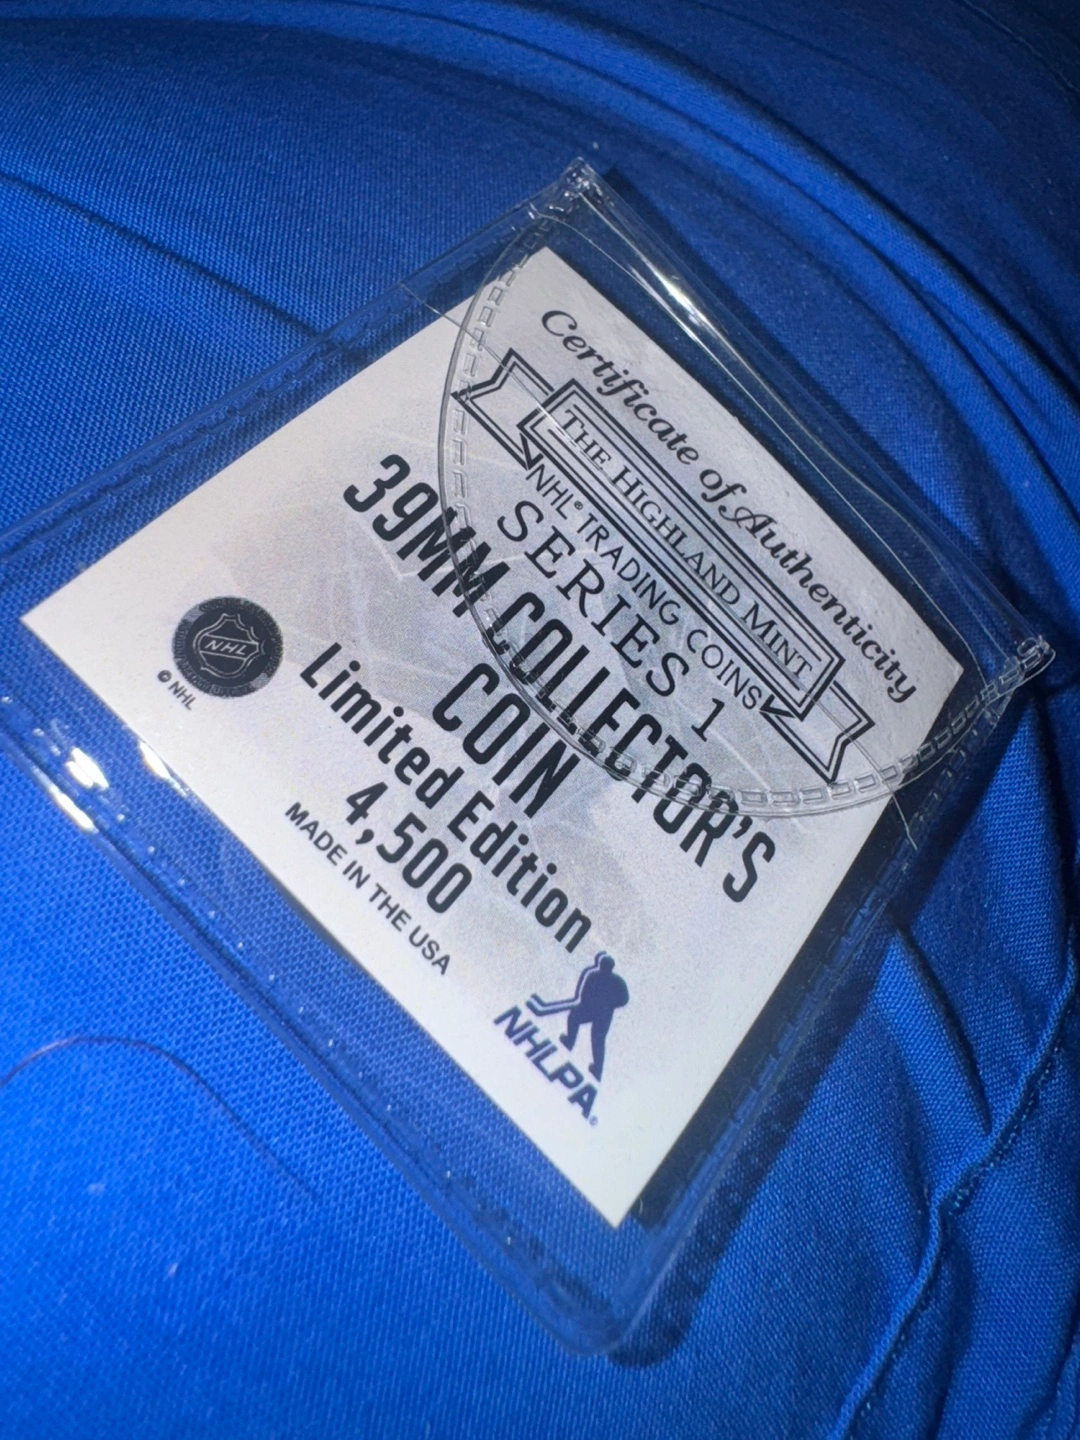 Certificate of Authenticity
THE HIGHLAND MINT
NHL® TRADING COINS
SERIES 1
39MM COLLECTOR'S
COIN
Limited Edition
4,500
MADE IN THE USA
NHL
© NHL
NHLPA®